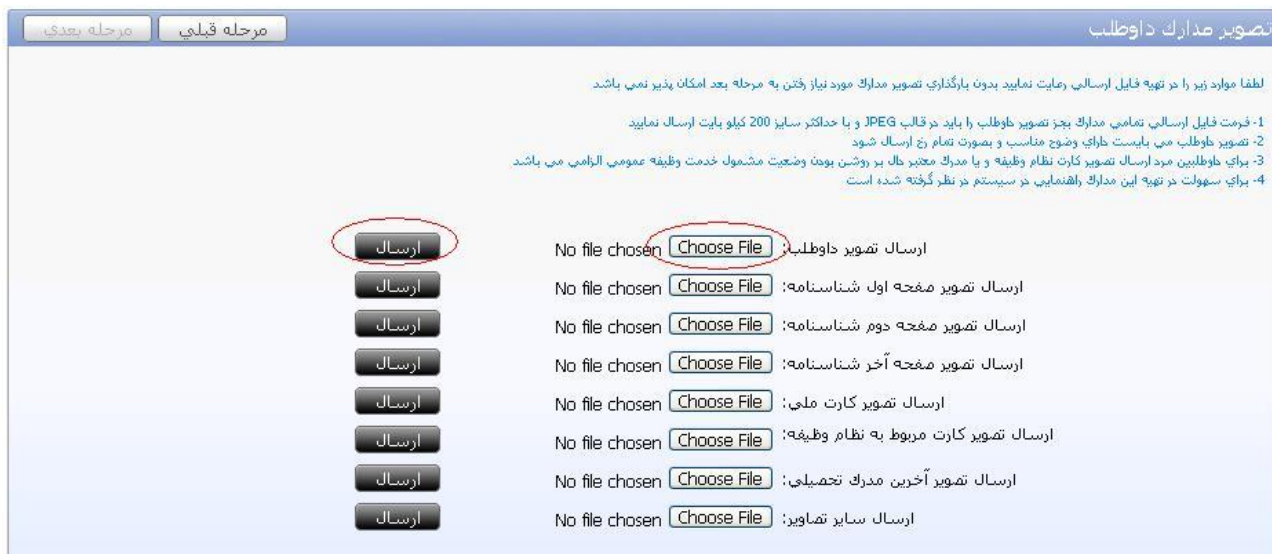 تصوير مدارك داوطلب مرحله قبلي مرحله بعدي
لطفا موارد زير را در تهيه فايل ارسالي رعايت نماييد بدون بارگذاري تصوير مدارك مورد نياز رفتن به مرحله بعد امكان پذير نمي باشد
1- فرمت فايل ارسالي تمامي مدارك بجز تصوير داوطلب را بايد در قالب JPEG و با حداكثر سايز 200 كيلو بايت ارسال نماييد
2- تصوير داوطلب مي بايست داراي وضوح مناسب و بصورت تمام رخ ارسال شود
3- براي داوطلبين مرد ارسال تصوير كارت نظام وظيفه و يا مدرك معتبر دال بر روشن بودن وضعيت مشمول خدمت وظيفه عمومي الزامي مي باشد
4- براي سهولت در تهيه اين مدارك راهنمايي در سيستم در نظر گرفته شده است
ارسال تصوير داوطلب: Choose File No file chosen ارسال
ارسال تصوير صفحه اول شناسنامه: Choose File No file chosen ارسال
ارسال تصوير صفحه دوم شناسنامه: Choose File No file chosen ارسال
ارسال تصوير صفحه آخر شناسنامه: Choose File No file chosen ارسال
ارسال تصوير كارت ملي: Choose File No file chosen ارسال
ارسال تصوير كارت مربوط به نظام وظيفه: Choose File No file chosen ارسال
ارسال تصوير آخرين مدرك تحصيلي: Choose File No file chosen ارسال
ارسال ساير تصاوير: Choose File No file chosen ارسال